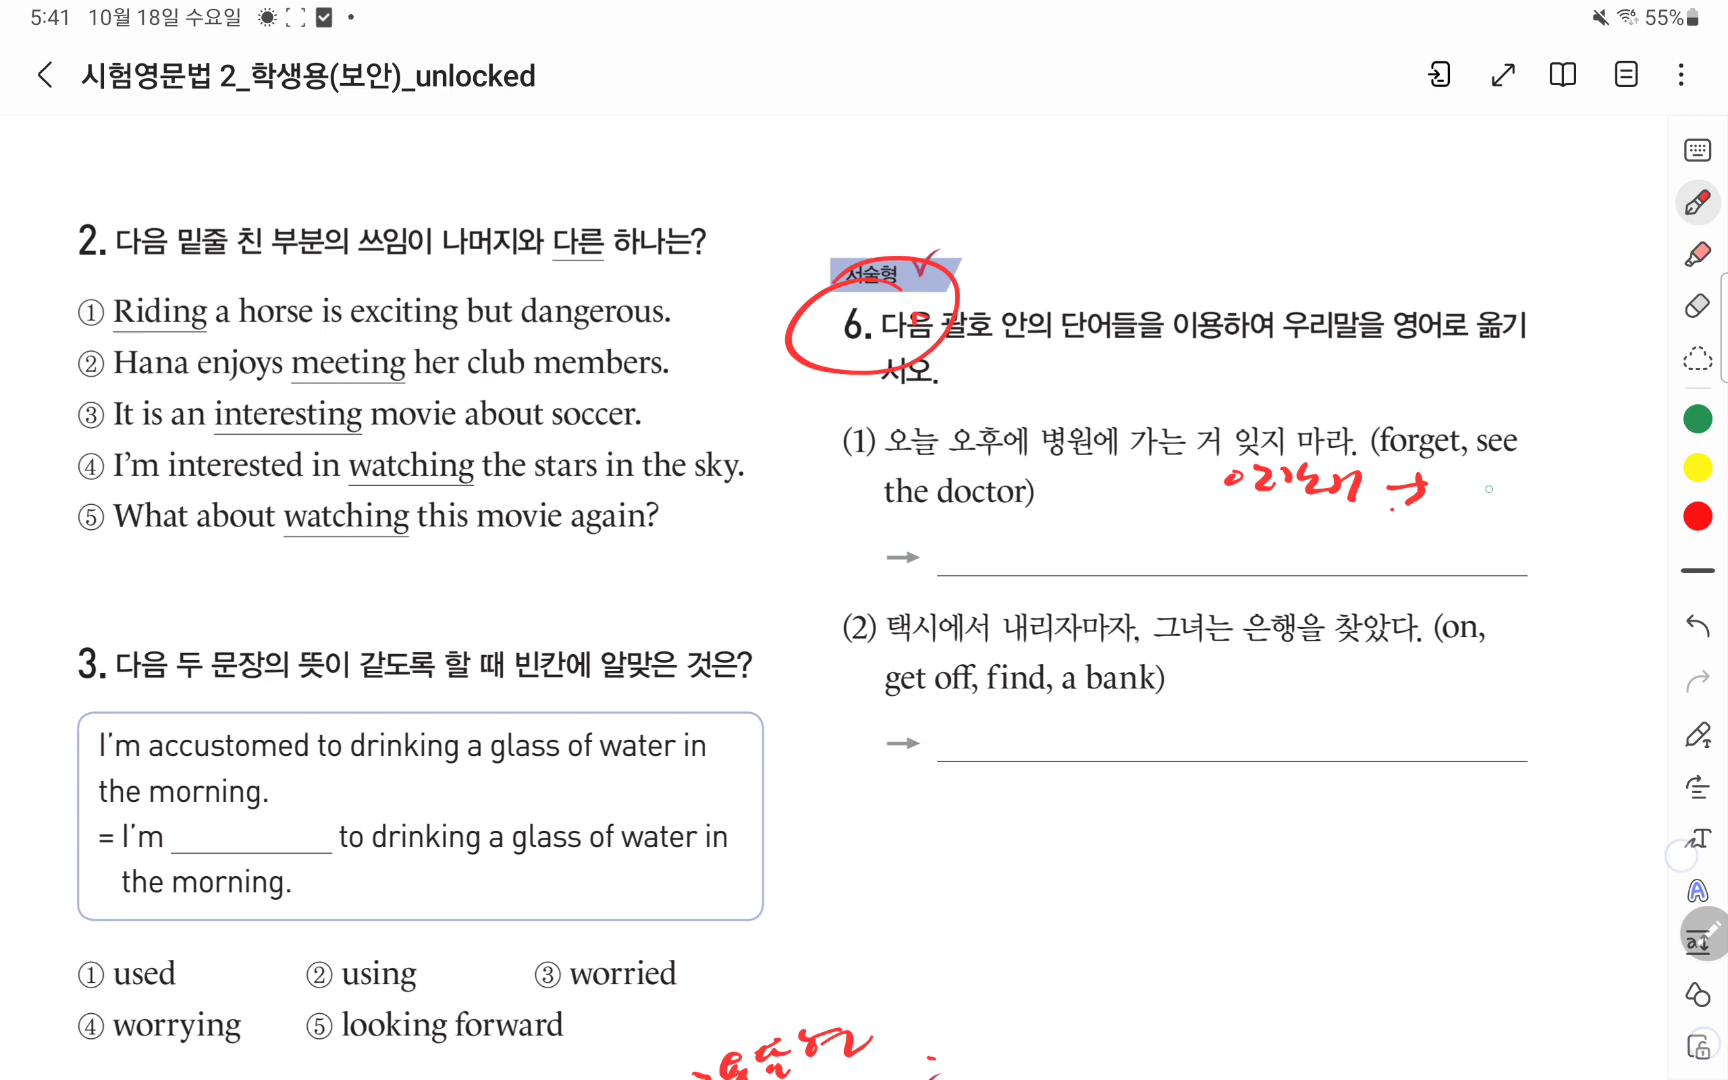 5:41 10월 18일 수요일
55%
시험영문법 2_학생용(보안)_unlocked
2. 다음 밑줄 친 부분의 쓰임이 나머지와 다른 하나는?
① Riding a horse is exciting but dangerous.
② Hana enjoys meeting her club members.
③ It is an interesting movie about soccer.
④ I'm interested in watching the stars in the sky.
⑤ What about watching this movie again?
3. 다음 두 문장의 뜻이 같도록 할 때 빈칸에 알맞은 것은?
I'm accustomed to drinking a glass of water in
the morning.
= I'm to drinking a glass of water in
the morning.
① used ② using ③ worried
④ worrying ⑤ looking forward
서술형
6. 다음 괄호 안의 단어들을 이용하여 우리말을 영어로 옮기
시오.
(1) 오늘 오후에 병원에 가는 거 잊지 마라. (forget, see
the doctor)
(2) 택시에서 내리자마자, 그녀는 은행을 찾았다. (on,
get off, find, a bank)